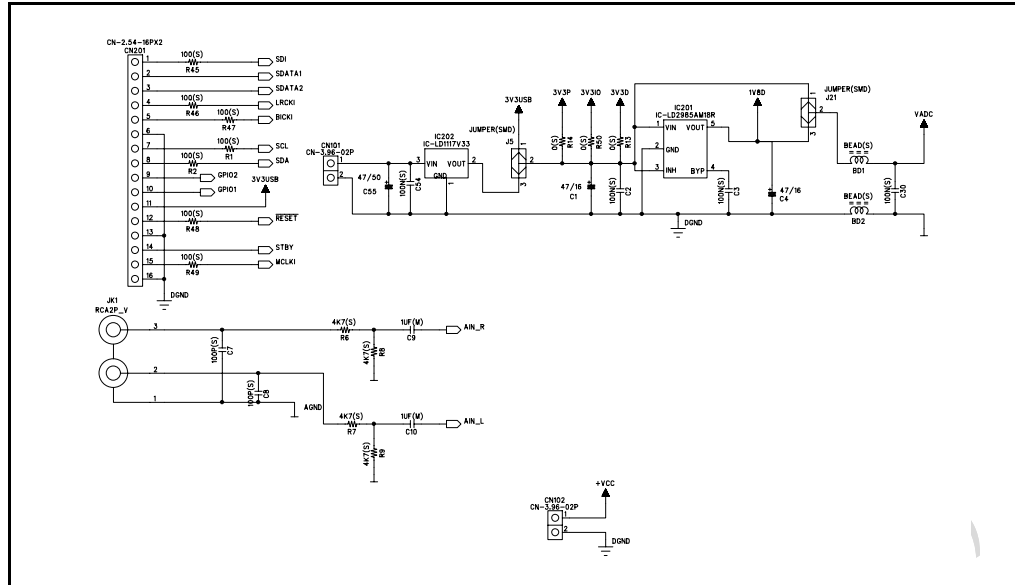 CN-2.54-16PX2
CN201
1 100(S) R45 SDI
2 SDATA1
3 SDATA2
4 100(S) R46 LRCKI
5 100(S) R47 BICKI
6
7 100(S) R1 SCL
8 100(S) R2 SDA
9 GPIO2
10 GPIO1
11 3V3USB
12 100(S) R48 RESET
13
14 STBY
15 100(S) R49 MCLKI
16
DGND
CN101
CN-3.96-02P
1
2
47/50
C55
100N(S)
C54
IC202
IC-LD1117V33
3 VIN VOUT 2
GND
1
3V3USB
JUMPER(SMD)
J5
1
2
3
3V3P 3V3IO 3V3D
0(S) R14
0(S) R50
0(S) R13
47/16
C1
100N(S)
C2
IC201
IC-LD2985AM18R
1 VIN VOUT 5
2 GND
3 INH BYP 4
100N(S)
C3
DGND
1V8D
47/16
C4
JUMPER(SMD)
J21
1
2
3
BEAD(S)
BD1
BEAD(S)
BD2
VADC
100N(S)
C30
JK1
RCA2P_V
3
2
1
100P(S)
C7
100P(S)
C8
AGND
4K7(S)
R6
4K7(S)
R8
1UF(M)
C9
AIN_R
4K7(S)
R7
4K7(S)
R9
1UF(M)
C10
AIN_L
CN102
CN-3.96-02P
+VCC
1
2
DGND